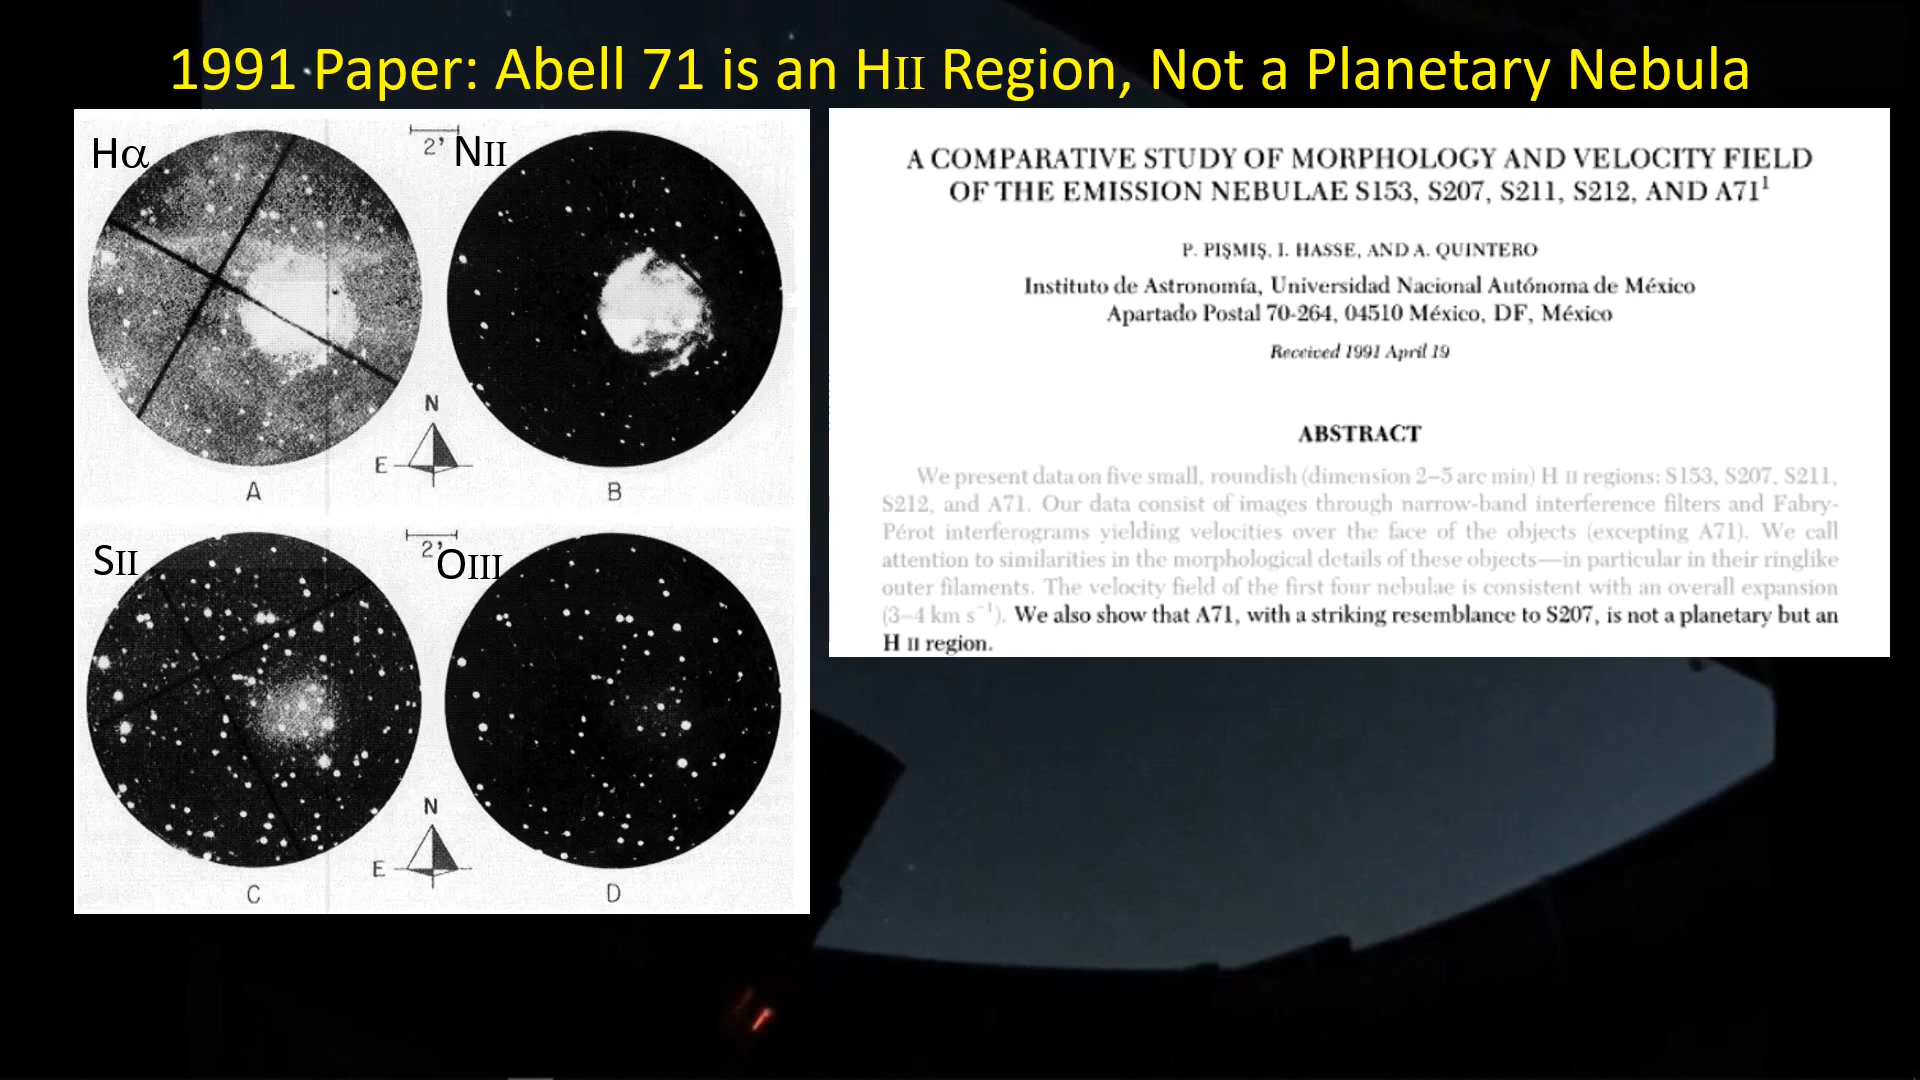 1991 Paper: Abell 71 is an HII Region, Not a Planetary Nebula
Hα
2'
NII
N
E
A
B
SII
2'
OIII
N
E
C
D
A COMPARATIVE STUDY OF MORPHOLOGY AND VELOCITY FIELD
OF THE EMISSION NEBULAE S153, S207, S211, S212, AND A71¹
P. PIŞMIŞ, I. HASSE, AND A. QUINTERO
Instituto de Astronomía, Universidad Nacional Autónoma de México
Apartado Postal 70-264, 04510 México, DF, México
Received 1991 April 19
ABSTRACT
We present data on five small, roundish (dimension 2–5 arc min) H II regions: S153, S207, S211,
S212, and A71. Our data consist of images through narrow-band interference filters and Fabry-
Pérot interferograms yielding velocities over the face of the objects (excepting A71). We call
attention to similarities in the morphological details of these objects—in particular in their ringlike
outer filaments. The velocity field of the first four nebulae is consistent with an overall expansion
(3–4 km s⁻¹). We also show that A71, with a striking resemblance to S207, is not a planetary but an
H II region.